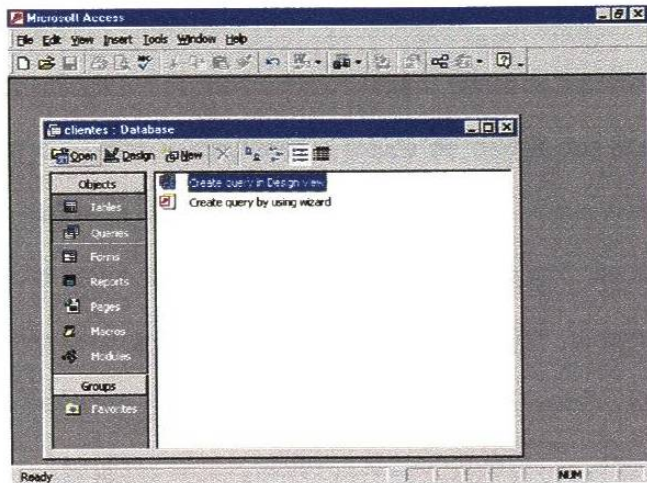 Microsoft Access
File Edit View Insert Tools Window Help
clientes : Database
Open Design New
Objects
Tables
Queries
Forms
Reports
Pages
Macros
Modules
Groups
Favorites
Create query in Design view
Create query by using wizard
Ready
NUM